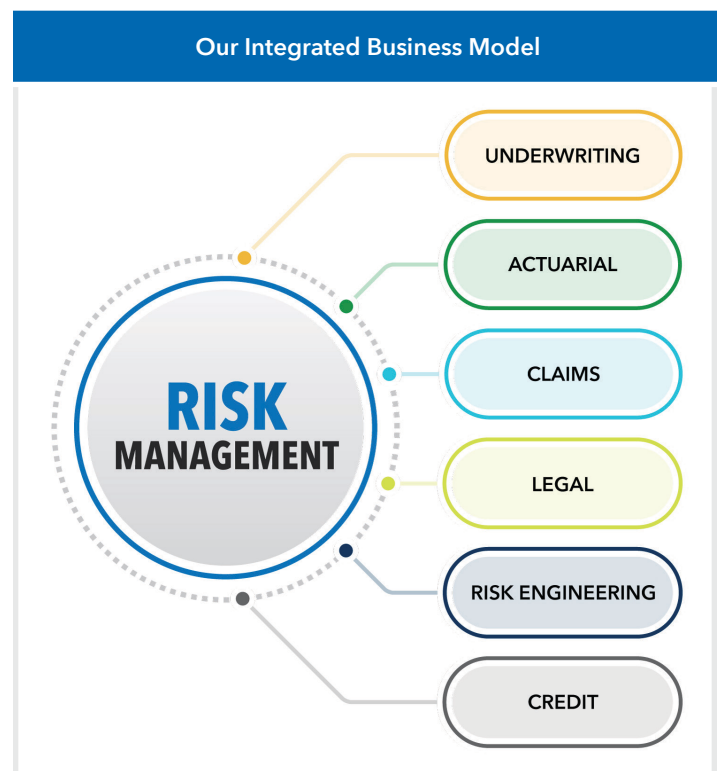 Our Integrated Business Model
UNDERWRITING
ACTUARIAL
CLAIMS
RISK
MANAGEMENT
LEGAL
RISK ENGINEERING
CREDIT